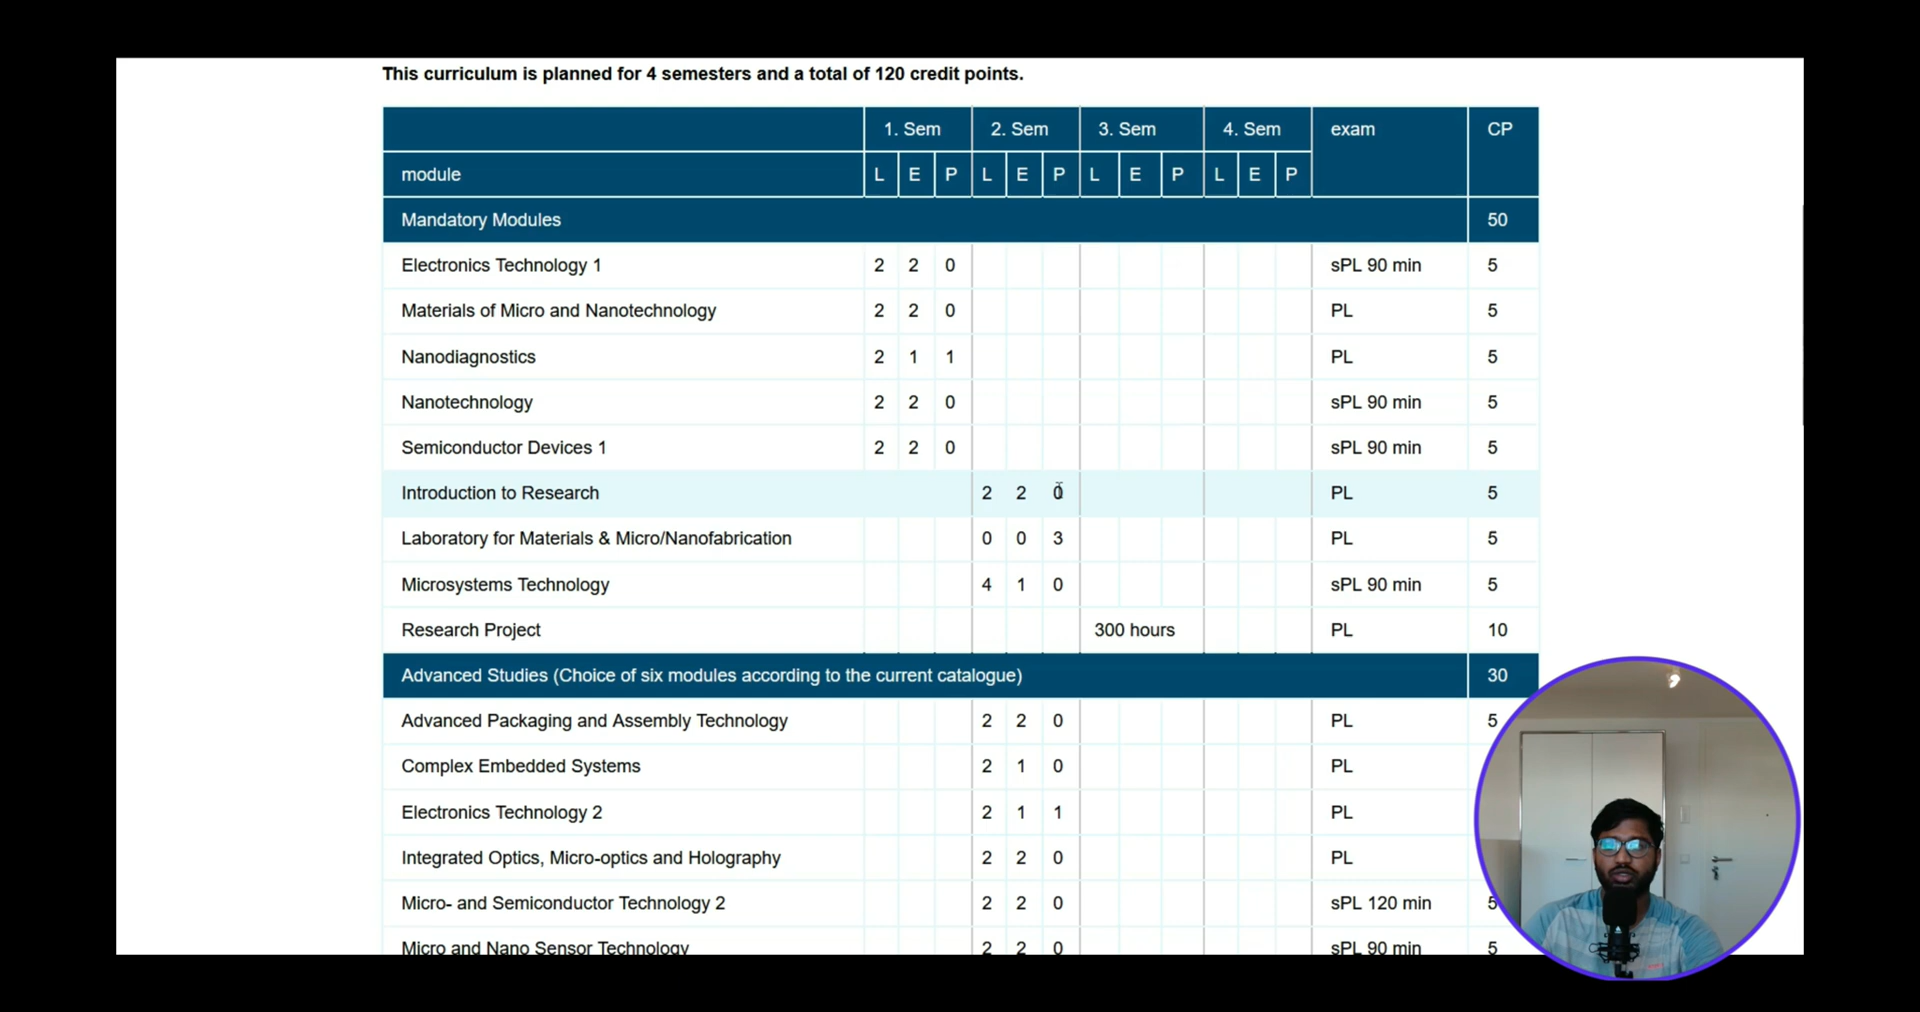 This curriculum is planned for 4 semesters and a total of 120 credit points.
1. Sem 2. Sem 3. Sem 4. Sem exam CP
module L E P L E P L E P L E P
Mandatory Modules 50
Electronics Technology 1 2 2 0 sPL 90 min 5
Materials of Micro and Nanotechnology 2 2 0 PL 5
Nanodiagnostics 2 1 1 PL 5
Nanotechnology 2 2 0 sPL 90 min 5
Semiconductor Devices 1 2 2 0 sPL 90 min 5
Introduction to Research 2 2 0 PL 5
Laboratory for Materials & Micro/Nanofabrication 0 0 3 PL 5
Microsystems Technology 4 1 0 sPL 90 min 5
Research Project 300 hours PL 10
Advanced Studies (Choice of six modules according to the current catalogue) 30
Advanced Packaging and Assembly Technology 2 2 0 PL 5
Complex Embedded Systems 2 1 0 PL
Electronics Technology 2 2 1 1 PL
Integrated Optics, Micro-optics and Holography 2 2 0 PL
Micro- and Semiconductor Technology 2 2 2 0 sPL 120 min 5
Micro and Nano Sensor Technology 2 2 0 sPL 90 min 5